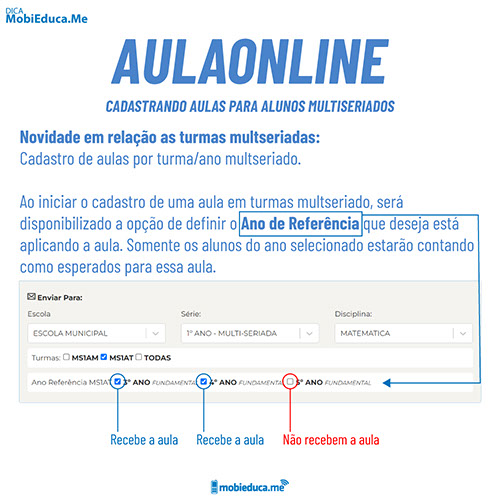 DICA
MobiEduca.Me
AULAONLINE
CADASTRANDO AULAS PARA ALUNOS MULTISERIADOS
Novidade em relação as turmas multseriadas:
Cadastro de aulas por turma/ano multseriado.
Ao iniciar o cadastro de uma aula em turmas multseriado, será
disponibilizado a opção de definir o Ano de Referência que deseja está
aplicando a aula. Somente os alunos do ano selecionado estarão contando
como esperados para essa aula.
Enviar Para:
Escola Série: Disciplina:
ESCOLA MUNICIPAL 1º ANO - MULTI-SERIADA MATEMATICA
Turmas: MS1AM MS1AT TODAS
Ano Referência MS1AT 3º ANO FUNDAMENTAL 4º ANO FUNDAMENTAL 5º ANO FUNDAMENTAL
Recebe a aula Recebe a aula Não recebem a aula
mobieduca.me